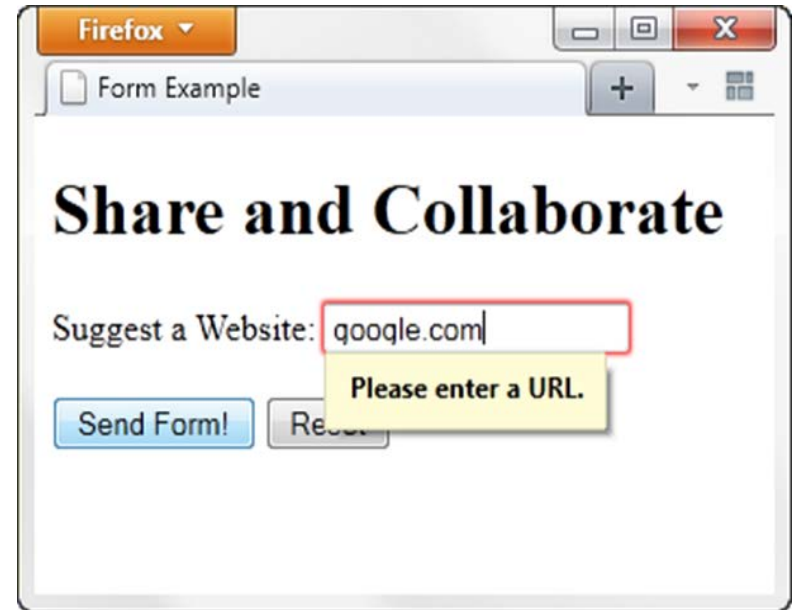 Firefox
Form Example
Share and Collaborate
Suggest a Website: google.com
Please enter a URL.
Send Form!